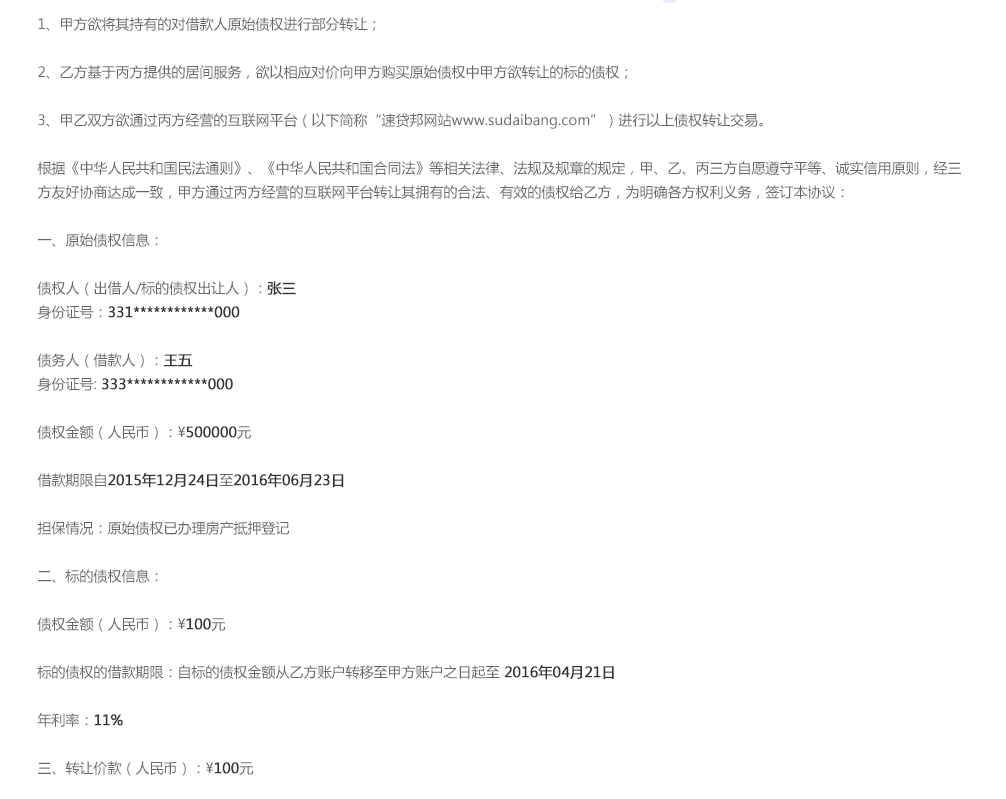 1、甲方欲将其持有的对借款人原始债权进行部分转让；
2、乙方基于丙方提供的居间服务，欲以相应对价向甲方购买原始债权中甲方欲转让的标的债权；
3、甲乙双方欲通过丙方经营的互联网平台（以下简称“速贷邦网站www.sudaibang.com”）进行以上债权转让交易。
根据《中华人民共和国民法通则》、《中华人民共和国合同法》等相关法律、法规及规章的规定，甲、乙、丙三方自愿遵守平等、诚实信用原则，经三
方友好协商达成一致，甲方通过丙方经营的互联网平台转让其拥有的合法、有效的债权给乙方，为明确各方权利义务，签订本协议：
一、原始债权信息：
债权人（出借人/标的债权出让人）：张三
身份证号：331************000
债务人（借款人）：王五
身份证号: 333************000
债权金额（人民币）：¥500000元
借款期限自2015年12月24日至2016年06月23日
担保情况：原始债权已办理房产抵押登记
二、标的债权信息：
债权金额（人民币）：¥100元
标的债权的借款期限：自标的债权金额从乙方账户转移至甲方账户之日起至 2016年04月21日
年利率：11%
三、转让价款（人民币）：¥100元